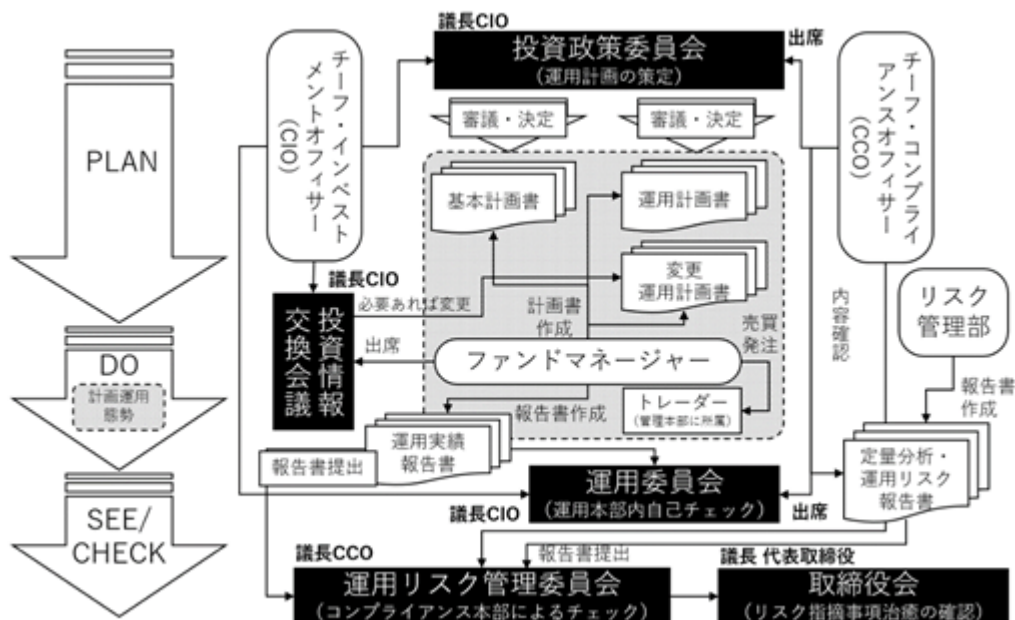 議長CIO
投資政策委員会
(運用計画の策定)
出席
チーフ・インベスト
メントオフィサー
(CIO)
チーフ・コンプライ
アンスオフィサー
(CCO)
審議・決定
審議・決定
PLAN
基本計画書
運用計画書
議長CIO
必要あれば変更
変更
運用計画書
計画書
作成
売買
発注
内容確認
リスク
管理部
投資情報
交換会議
出席
ファンドマネージャー
DO
計画運用
態勢
報告書作成
トレーダー
(管理本部に所属)
報告書
作成
運用実績
報告書
報告書提出
定量分析・
運用リスク
報告書
運用委員会
(運用本部内自己チェック)
議長CIO
出席
SEE/
CHECK
議長CCO
報告書提出
議長 代表取締役
運用リスク管理委員会
(コンプライアンス本部によるチェック)
取締役会
(リスク指摘事項治癒の確認)